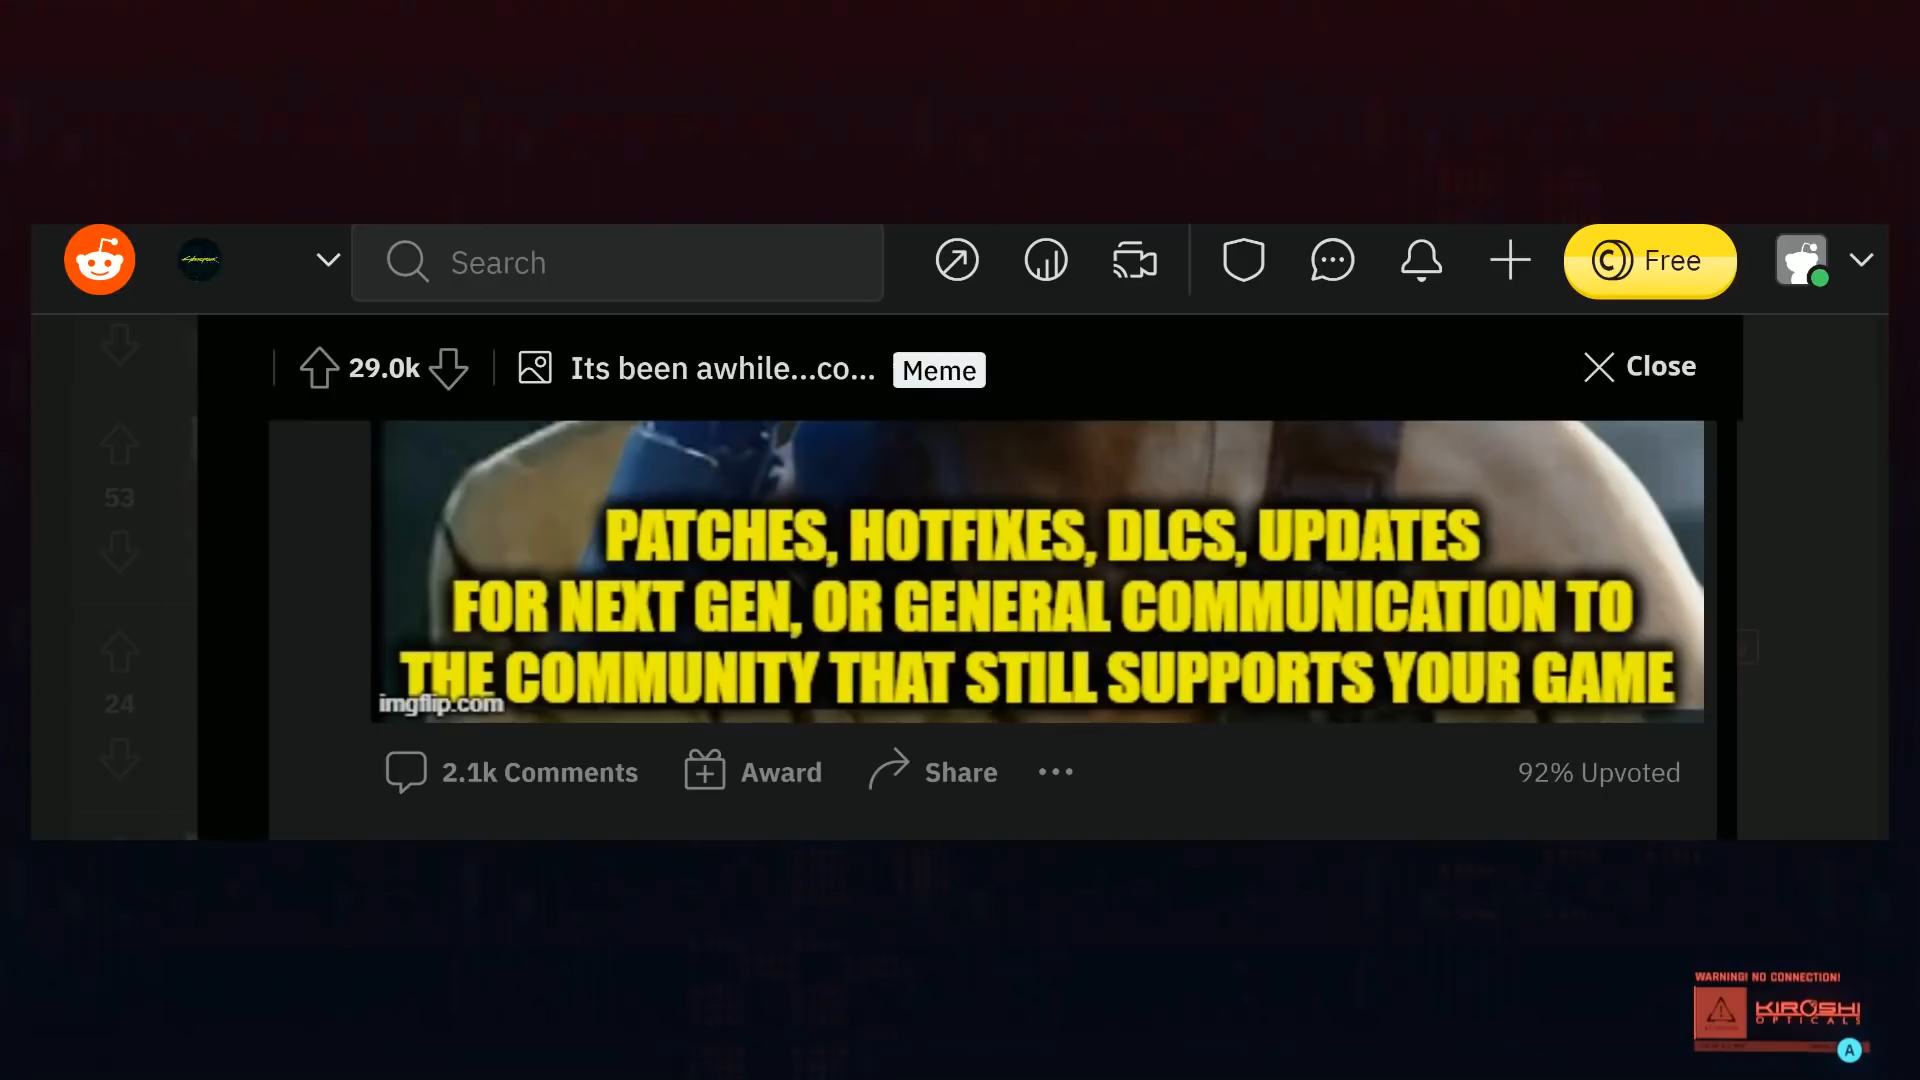 Search
Free
29.0k
Its been awhile...co...
Meme
Close
53
24
PATCHES, HOTFIXES, DLCS, UPDATES
FOR NEXT GEN, OR GENERAL COMMUNICATION TO
THE COMMUNITY THAT STILL SUPPORTS YOUR GAME
imgflip.com
2.1k Comments
Award
Share
92% Upvoted
WARNING! NO CONNECTION!
KIROSHI
OPTICALS
A